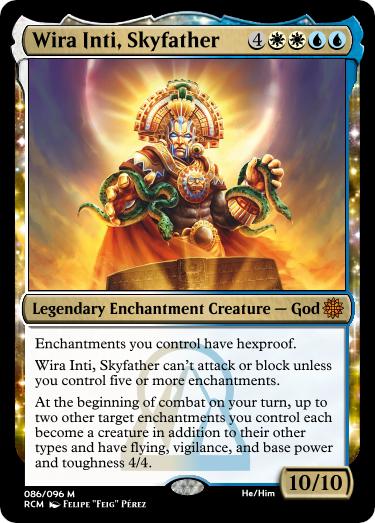 Wira Inti, Skyfather 4
Legendary Enchantment Creature — God
Enchantments you control have hexproof.
Wira Inti, Skyfather can't attack or block unless
you control five or more enchantments.
At the beginning of combat on your turn, up to
two other target enchantments you control each
become a creature in addition to their other
types and have flying, vigilance, and base power
and toughness 4/4.
10/10
086/096 M
He/Him
RCM Felipe "Feig" Pérez